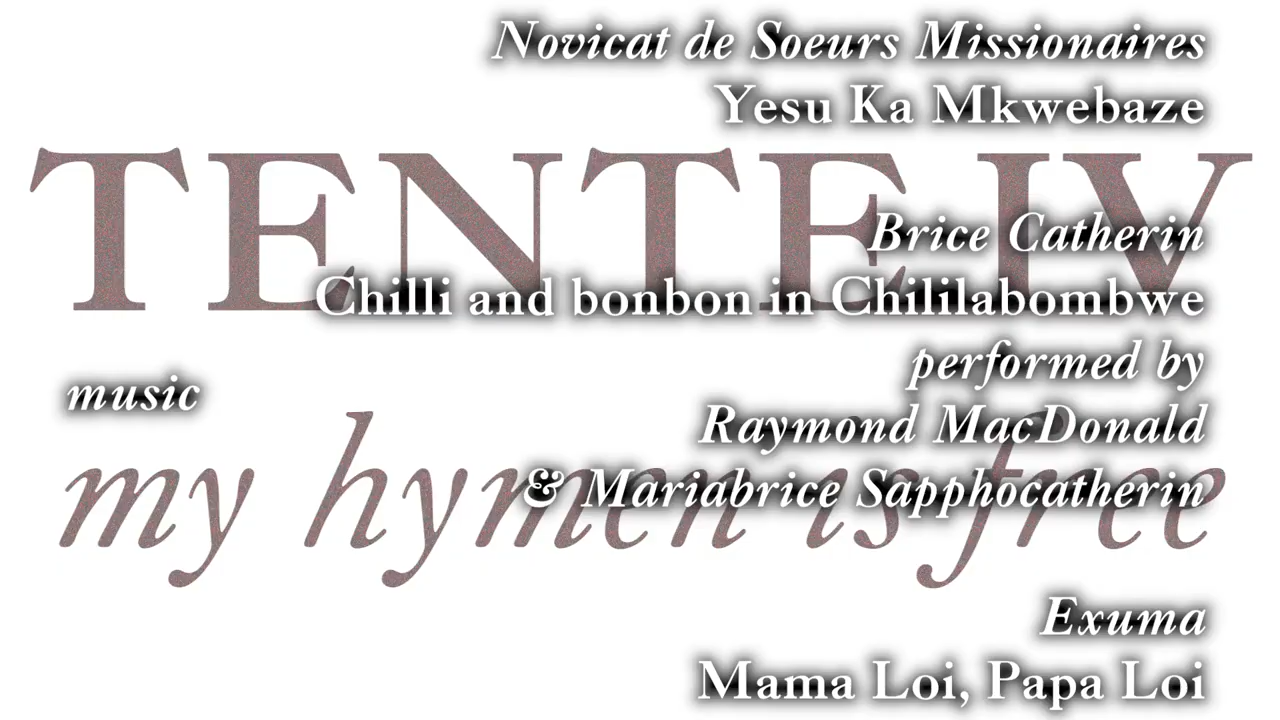 Novicat de Soeurs Missionaires
Yesu Ka Mkwebaze
TENTE IV
Brice Catherin
Chilli and bonbon in Chililabombwe
performed by
music
Raymond MacDonald
my hymen is free
& Mariabrice Sapphocatherin
Exuma
Mama Loi, Papa Loi